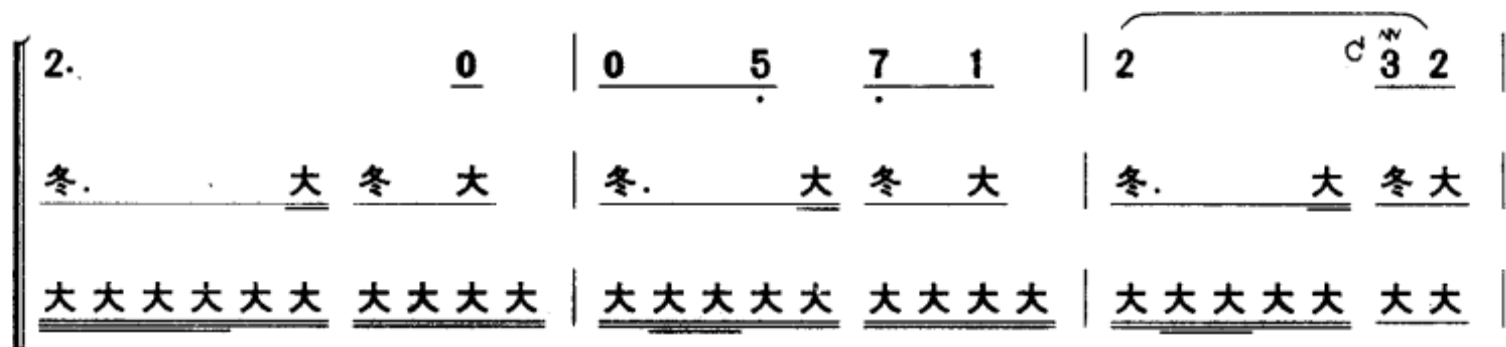 2. 0 | 0 5 7 1 | 2 3 2 |
冬. 大 冬 大 | 冬. 大 冬 大 | 冬. 大 冬 大 |
大 大 大 大 大 大 大 大 大 大 | 大 大 大 大 大 大 大 大 大 | 大 大 大 大 大 大 大 |